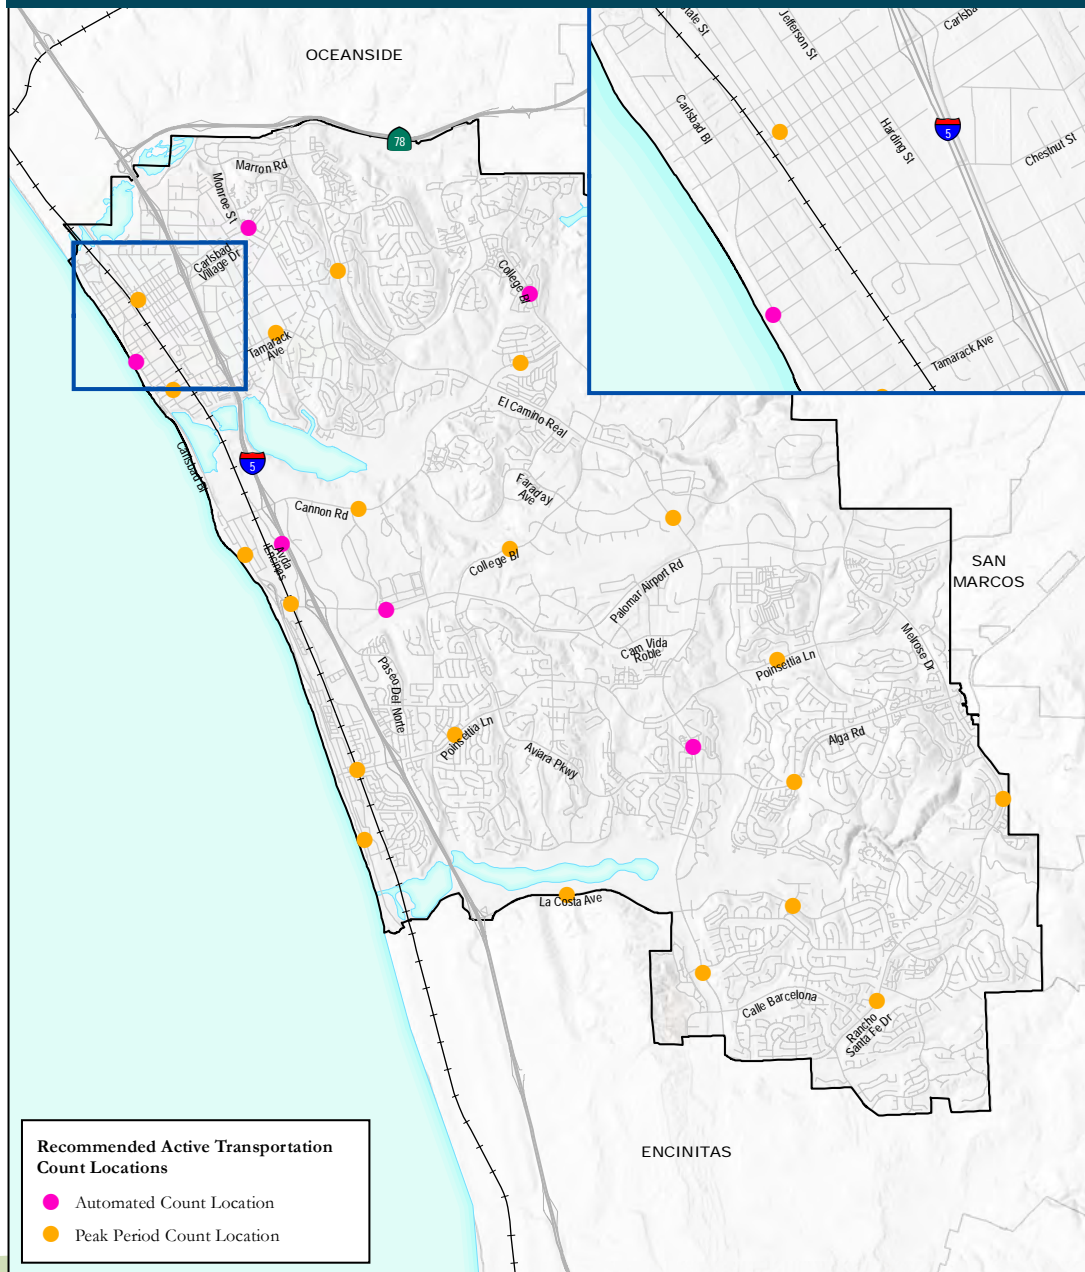 OCEANSIDE
78
Marron Rd
Monroe St
Carlsbad
Village Dr
College Bl
Tamarack
Ave
El Camino Real
Carlsbad Bl
5
Faraday
Ave
Cannon Rd
Avda
Encinas
College Bl
Palomar Airport Rd
SAN
MARCOS
Cam Vida
Roble
Melrose Dr
Poinsettia Ln
Paseo Del Norte
Poinsettia Ln
Aviara Pkwy
Alga Rd
La Costa Ave
Calle Barcelona
Rancho
Santa Fe Dr
ENCINITAS
Jefferson St
Carlsbad Bl
Harding St
5
Chestnut St
Tamarack Ave
Recommended Active Transportation
Count Locations
Automated Count Location
Peak Period Count Location